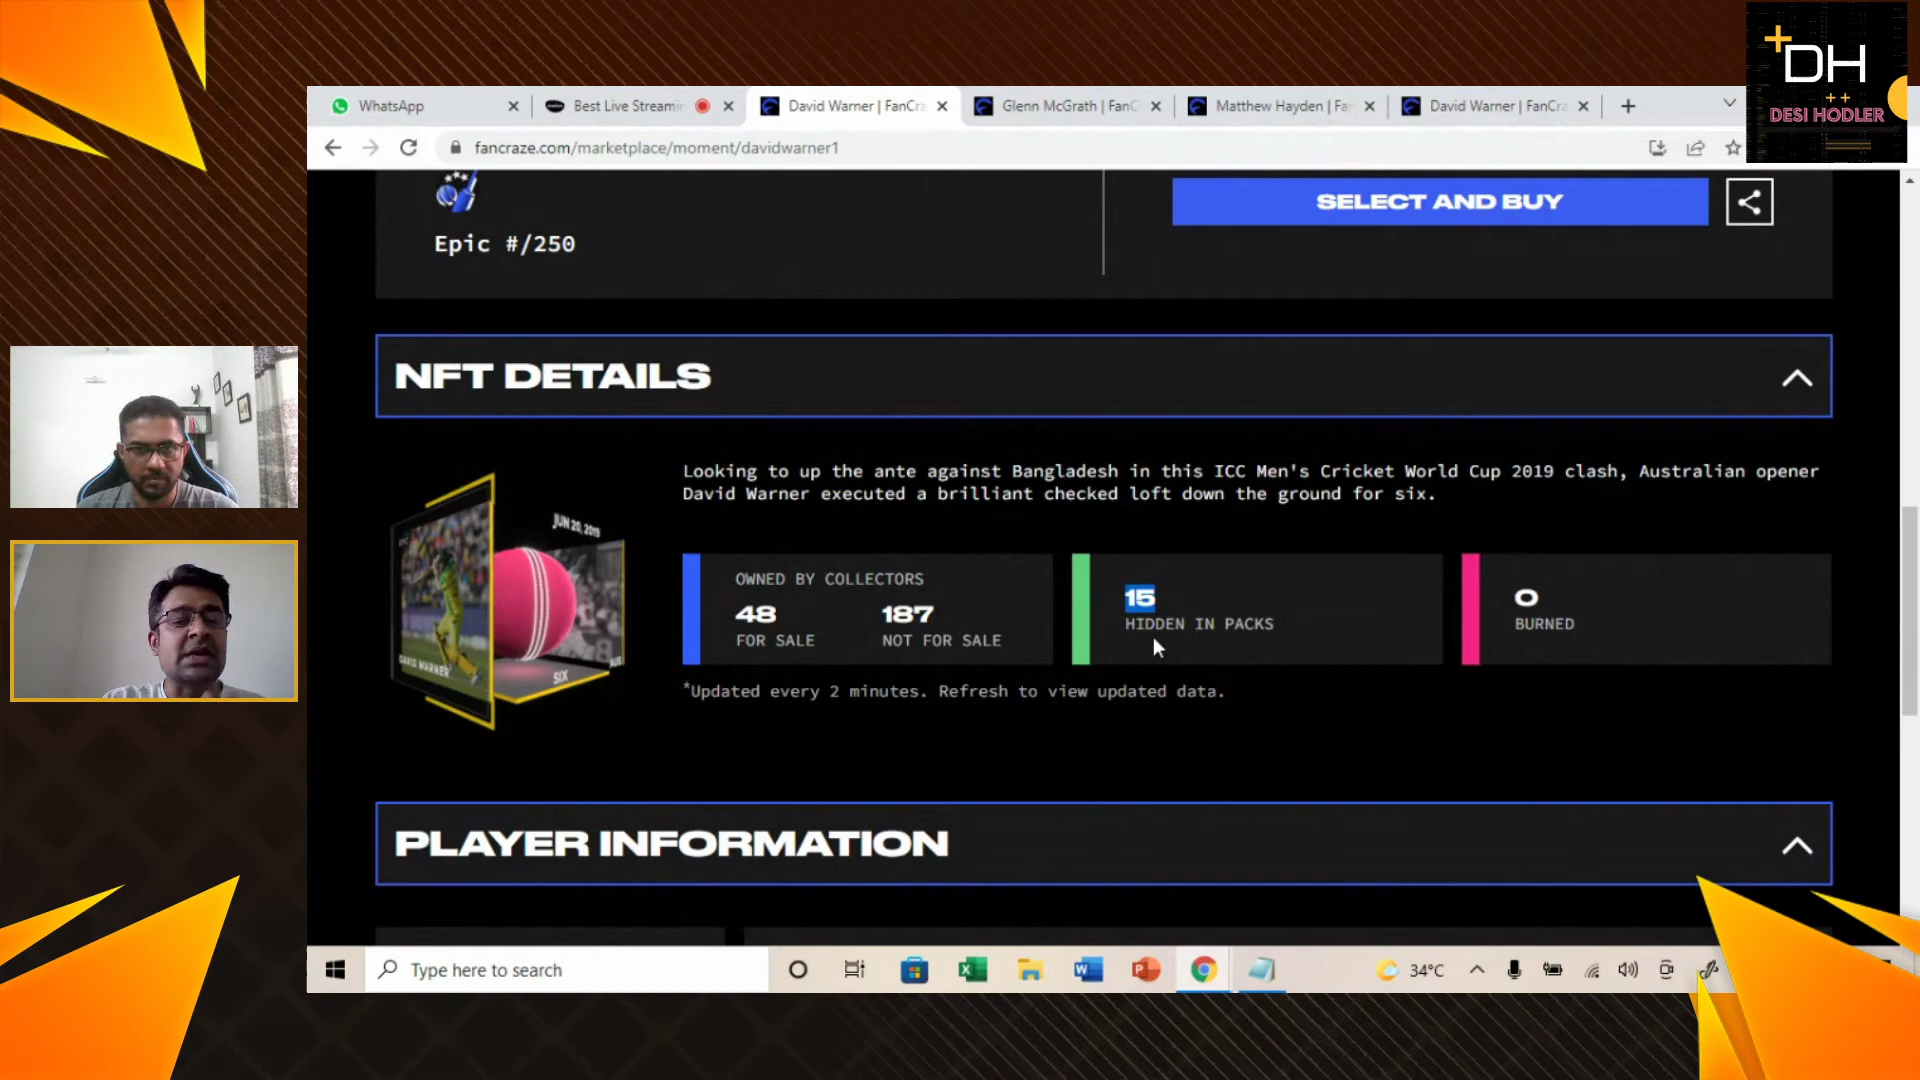 DH
DESI HODLER
WhatsApp
Best Live Streamin
David Warner | FanCra
Glenn McGrath | FanC
Matthew Hayden | Fa
David Warner | FanCra
fancraze.com/marketplace/moment/davidwarner1
SELECT AND BUY
Epic #/250
NFT DETAILS
Looking to up the ante against Bangladesh in this ICC Men's Cricket World Cup 2019 clash, Australian opener
David Warner executed a brilliant checked loft down the ground for six.
JUN 20, 2019
DAVID WARNER
SIX
AUS
OWNED BY COLLECTORS
48
187
FOR SALE
NOT FOR SALE
15
HIDDEN IN PACKS
0
BURNED
*Updated every 2 minutes. Refresh to view updated data.
PLAYER INFORMATION
Type here to search
34°C